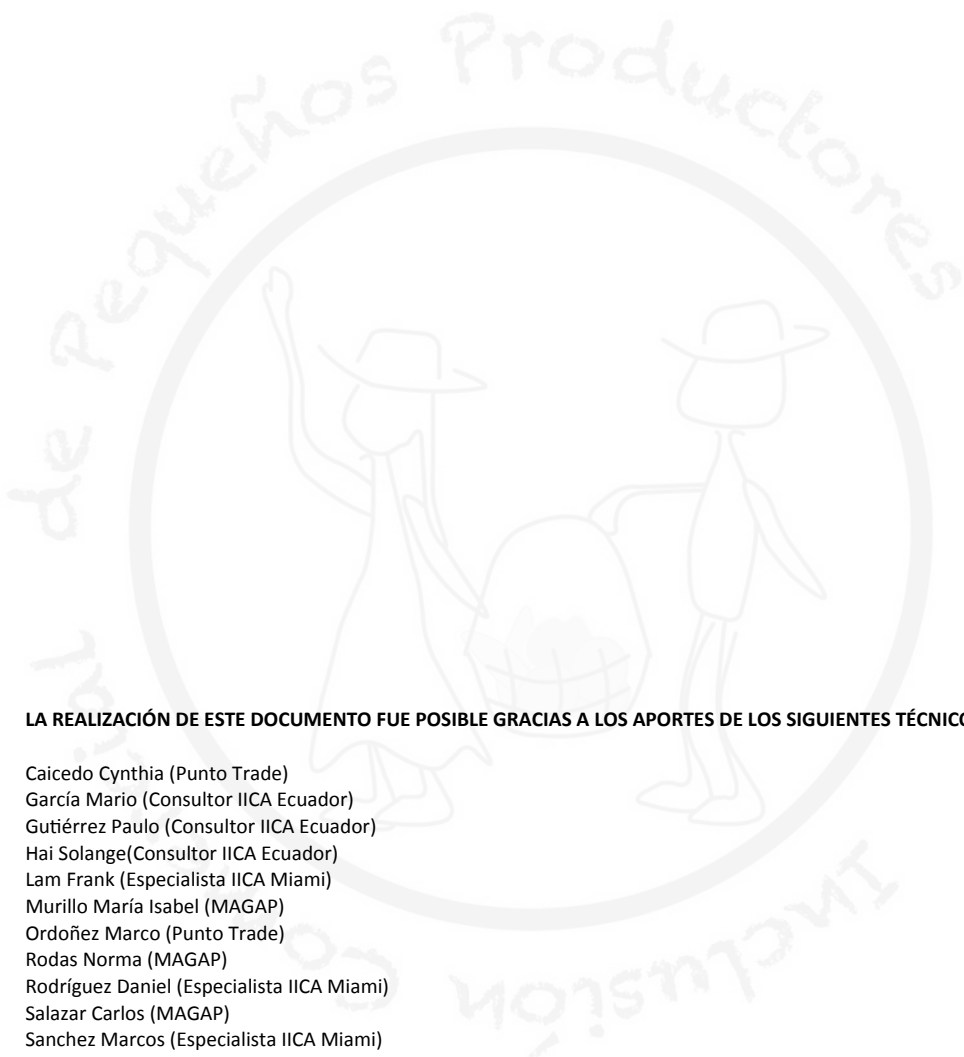 Inclusión Comercial de Pequeños Productores
LA REALIZACIÓN DE ESTE DOCUMENTO FUE POSIBLE GRACIAS A LOS APORTES DE LOS SIGUIENTES TÉCNICO
Caicedo Cynthia (Punto Trade)
García Mario (Consultor IICA Ecuador)
Gutiérrez Paulo (Consultor IICA Ecuador)
Hai Solange(Consultor IICA Ecuador)
Lam Frank (Especialista IICA Miami)
Murillo María Isabel (MAGAP)
Ordoñez Marco (Punto Trade)
Rodas Norma (MAGAP)
Rodríguez Daniel (Especialista IICA Miami)
Salazar Carlos (MAGAP)
Sanchez Marcos (Especialista IICA Miami)